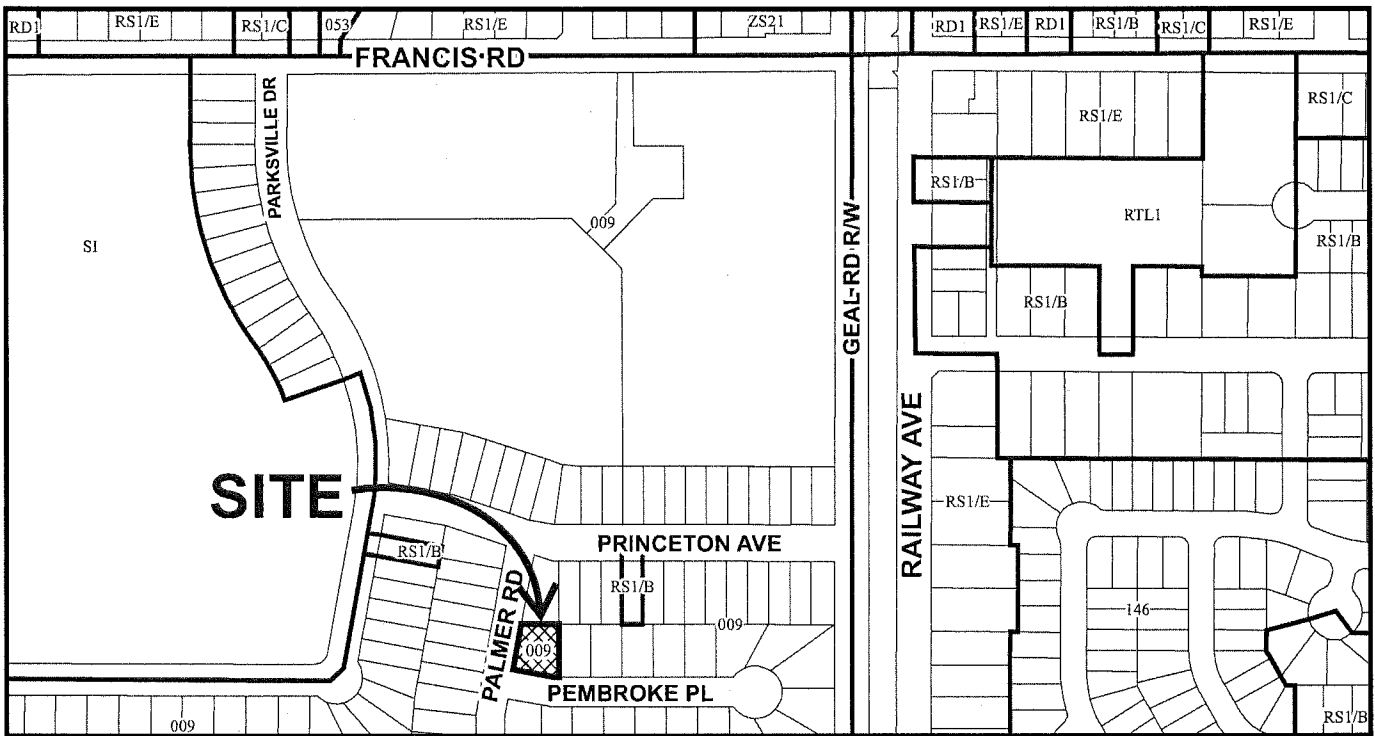 RD1
RS1/E
RS1/C
053
RS1/E
ZS21
RD1
RS1/E
RD1
RS1/B
RS1/C
RS1/E
FRANCIS RD
PARKSVILLE DR
RS1/E
RS1/C
RS1/B
RTL1
009
SI
RS1/B
RS1/B
GEAL RD R/W
RAILWAY AVE
SITE
RS1/E
PRINCETON AVE
RS1/B
RS1/B
PALMER RD
146
009
009
PEMBROKE PL
009
RS1/B